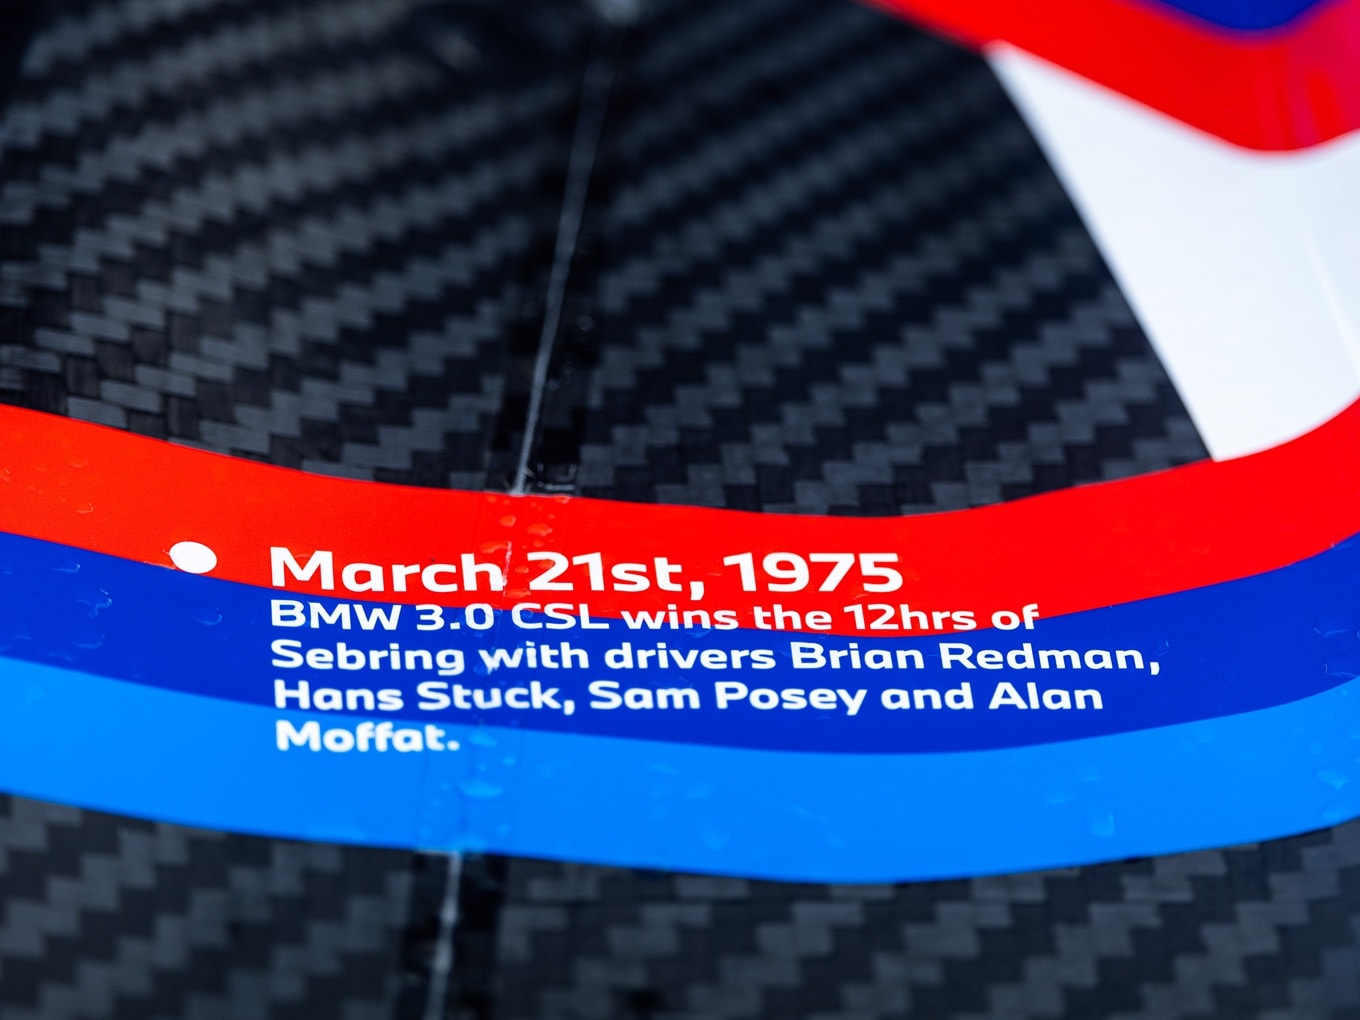 March 21st, 1975
BMW 3.0 CSL wins the 12hrs of
Sebring with drivers Brian Redman,
Hans Stuck, Sam Posey and Alan
Moffat.